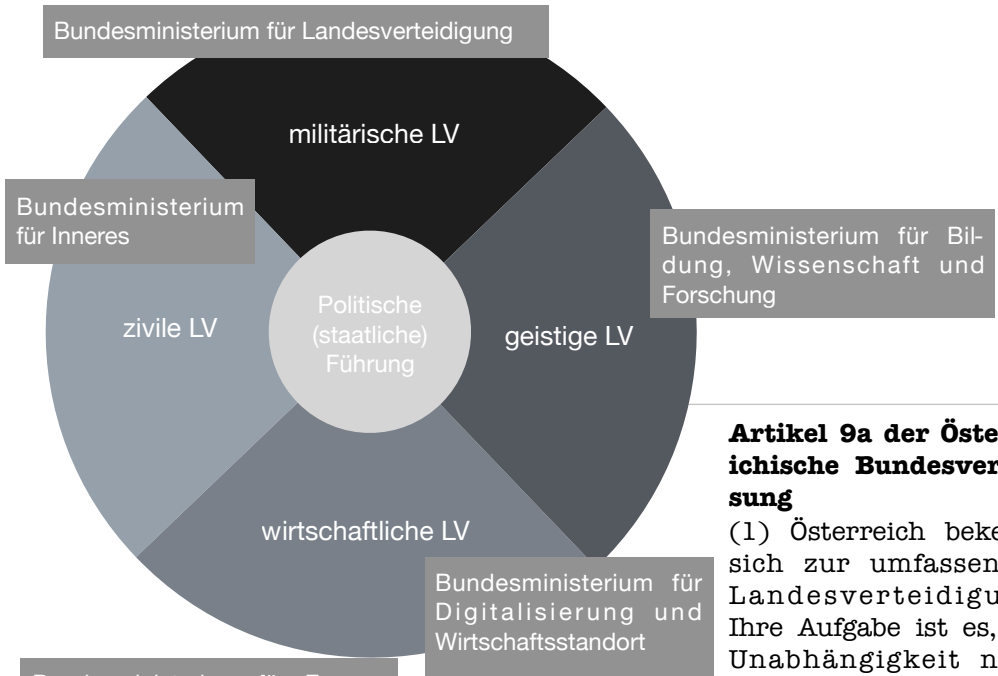 Bundesministerium für Landesverteidigung
militärische LV
Bundesministerium
für Inneres
Bundesministerium für Bil-
dung, Wissenschaft und
Forschung
zivile LV
Politische
(staatliche)
Führung
geistige LV
wirtschaftliche LV
Bundesministerium für
Digitalisierung und
Wirtschaftsstandort
Artikel 9a der Öste
ichische Bundesver
sung
(1) Österreich beke
sich zur umfassen
Landesverteidigu
Ihre Aufgabe ist es,
Unabhängigkeit n